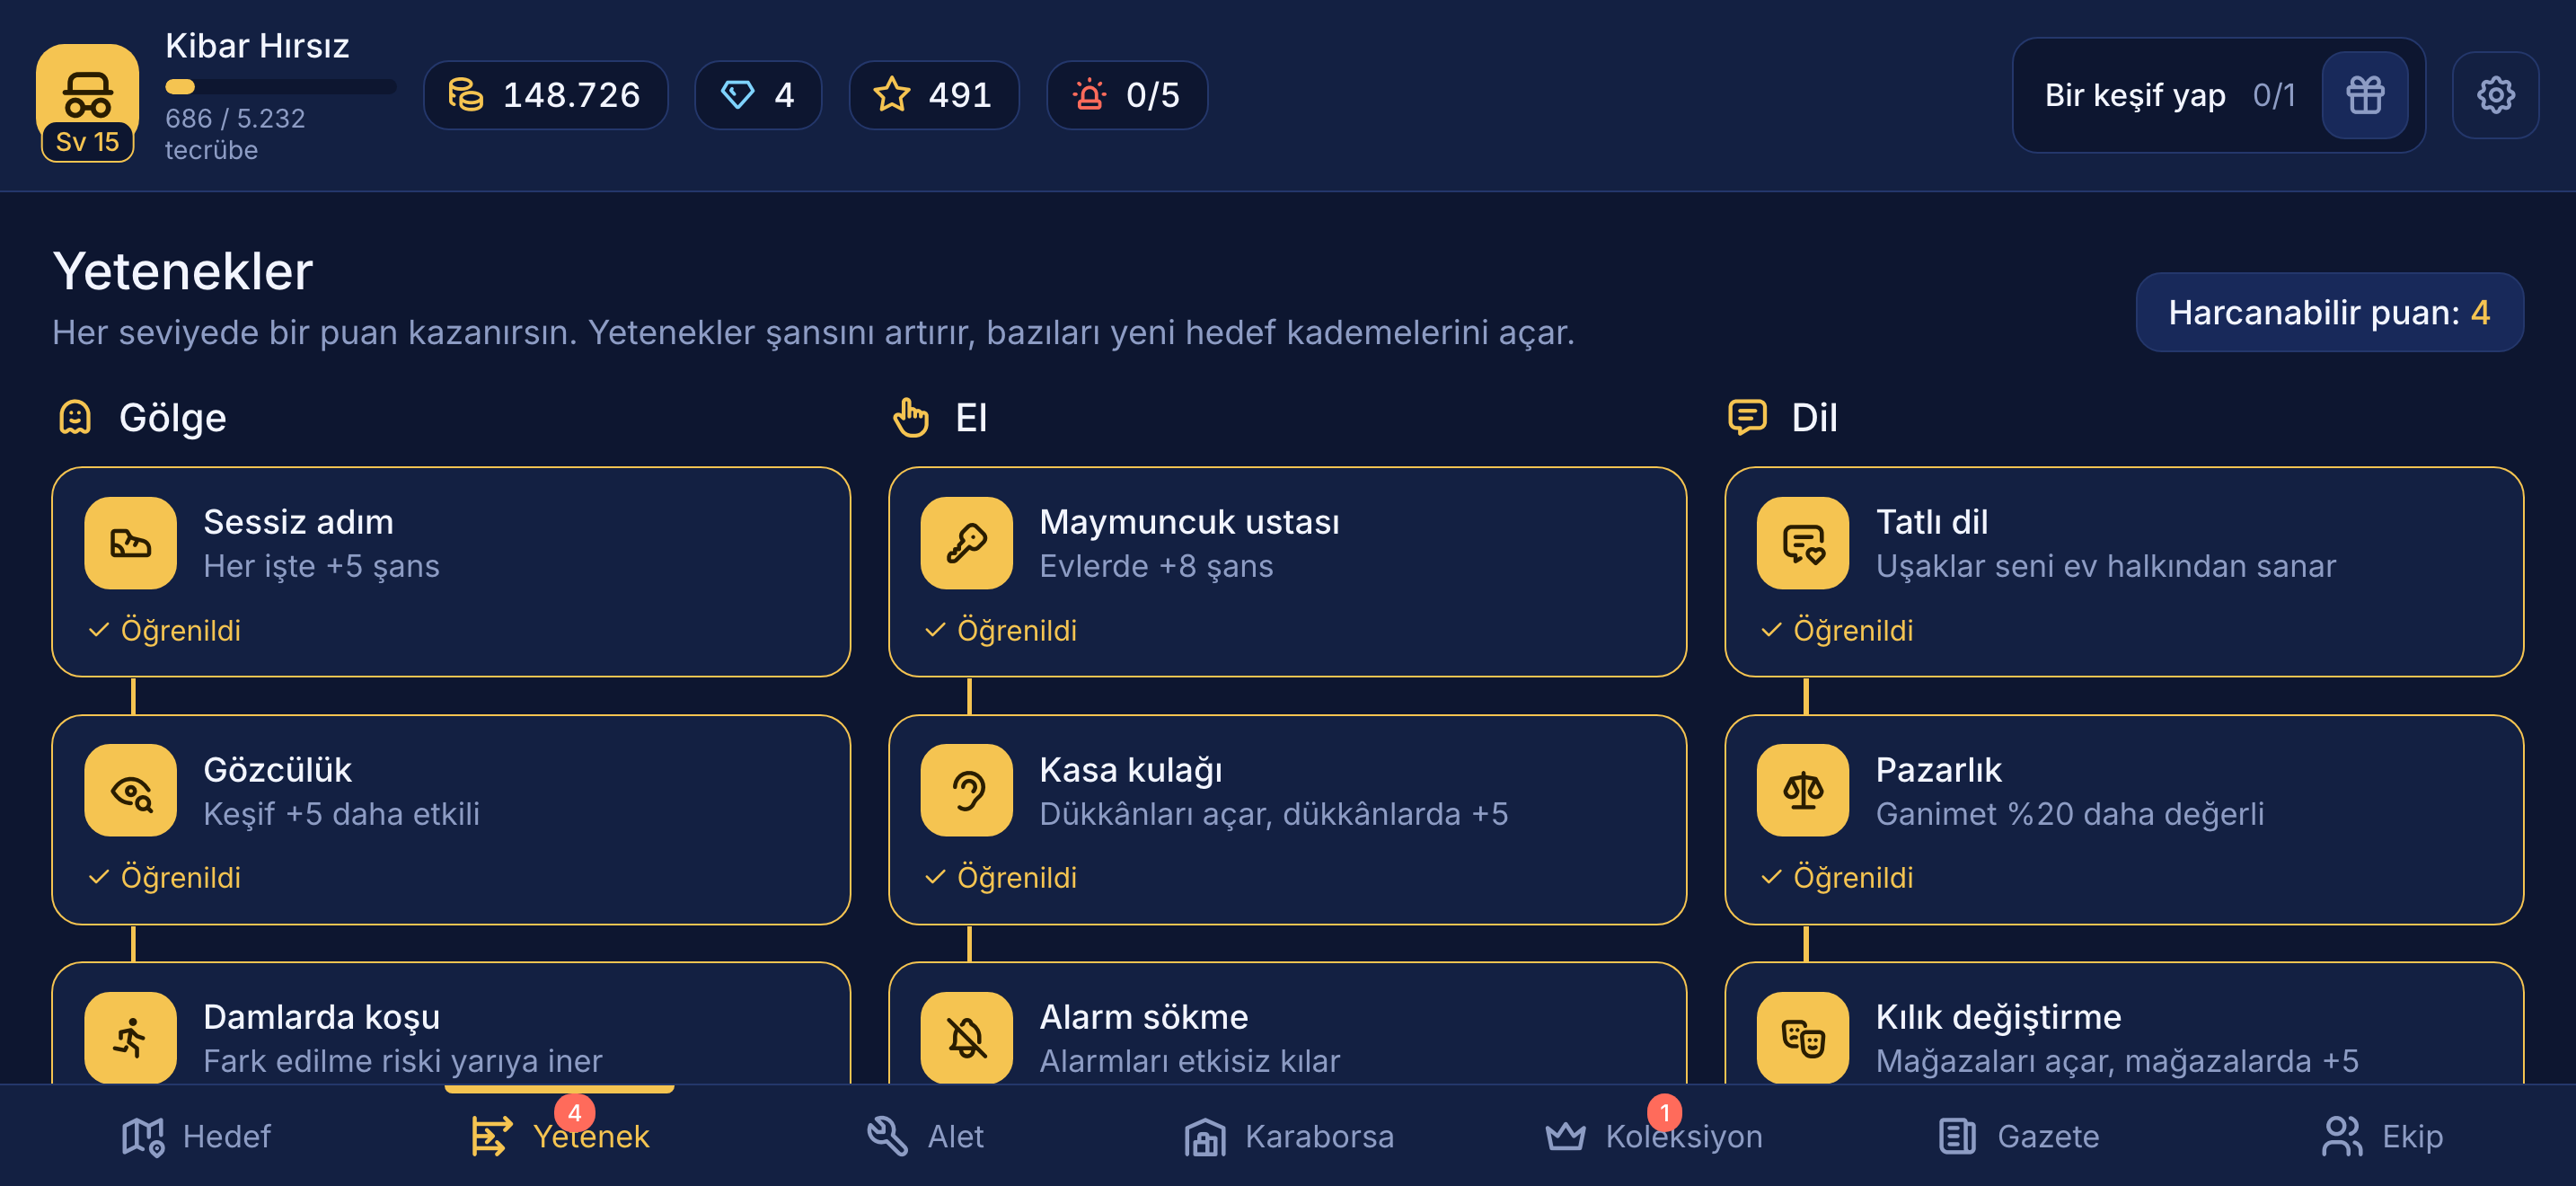 Kibar Hırsız
686 / 5.232
tecrübe
Sv 15
148.726
4
491
0/5
Bir keşif yap 0/1
Yetenekler
Her seviyede bir puan kazanırsın. Yetenekler şansını artırır, bazıları yeni hedef kademelerini açar.
Harcanabilir puan: 4
Gölge
Sessiz adım
Her işte +5 şans
Öğrenildi
Gözcülük
Keşif +5 daha etkili
Öğrenildi
Damlarda koşu
Fark edilme riski yarıya iner
El
Maymuncuk ustası
Evlerde +8 şans
Öğrenildi
Kasa kulağı
Dükkânları açar, dükkânlarda +5
Öğrenildi
Alarm sökme
Alarmları etkisiz kılar
Dil
Tatlı dil
Uşaklar seni ev halkından sanar
Öğrenildi
Pazarlık
Ganimet %20 daha değerli
Öğrenildi
Kılık değiştirme
Mağazaları açar, mağazalarda +5
Hedef
4
Yetenek
Alet
Karaborsa
1
Koleksiyon
Gazete
Ekip